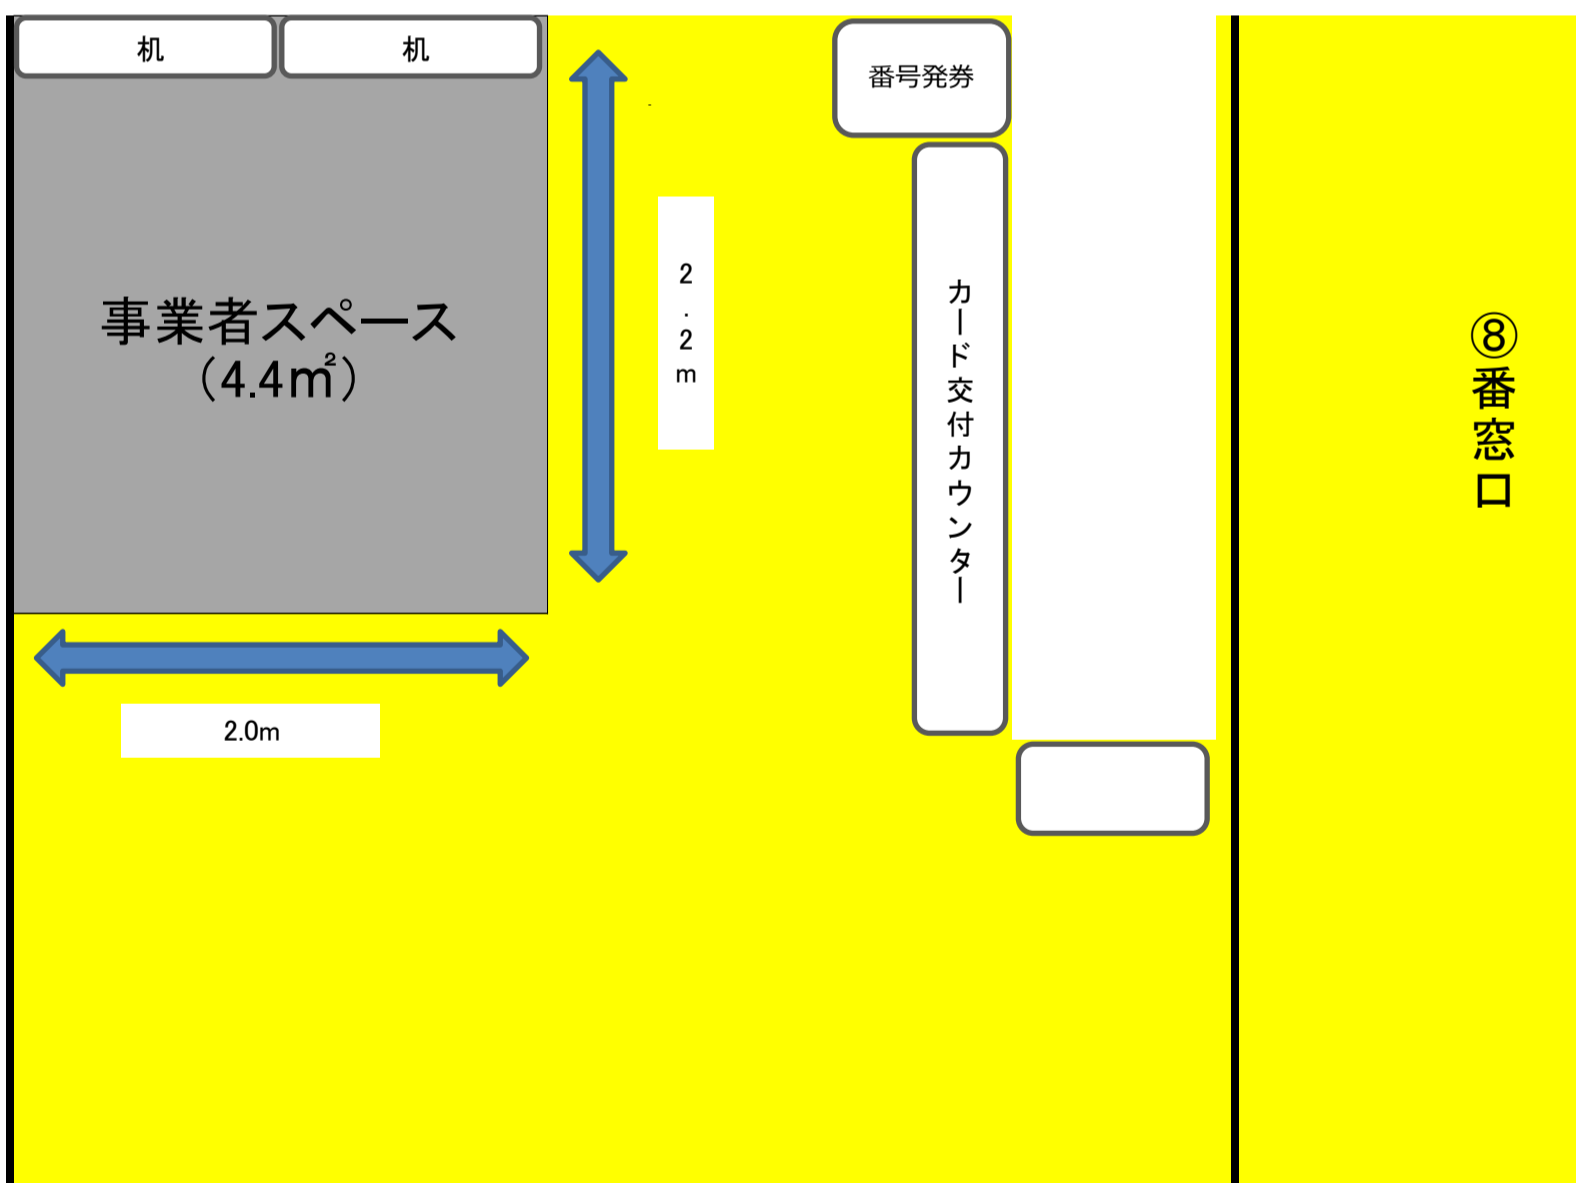 机
机
番号発券
事業者スペース
（4.4㎡）
2.2m
カード交付カウンター
⑧番窓口
2.0m